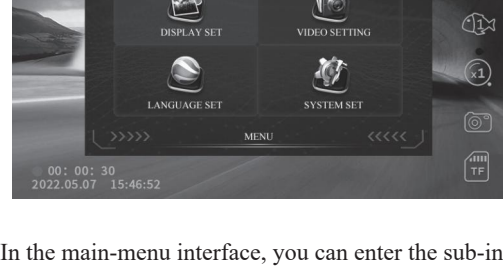 DISPLAY SET
VIDEO SETTING
1
x1
LANGUAGE SET
SYSTEM SET
>>>>> MENU <<<<<
TF
00: 00: 30
2022.05.07 15:46:52
In the main-menu interface, you can enter the sub-in